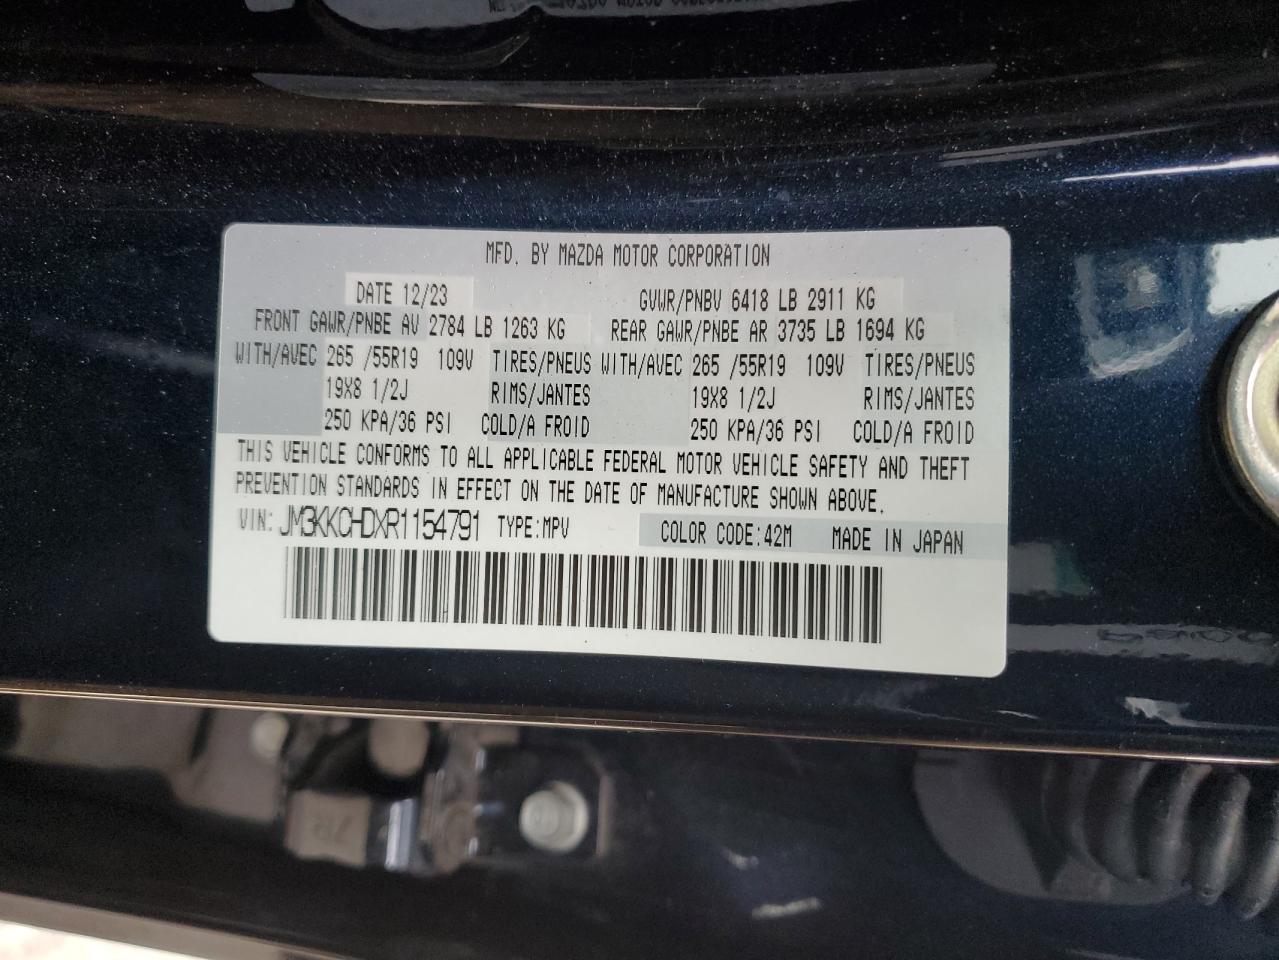 MFD. BY MAZDA MOTOR CORPORATION
DATE 12/23 GVWR/PNBV 6418 LB 2911 KG
FRONT GAWR/PNBE AV 2784 LB 1263 KG REAR GAWR/PNBE AR 3735 LB 1694 KG
WITH/AVEC 265 /55R19 109V TIRES/PNEUS WITH/AVEC 265 /55R19 109V TIRES/PNEUS
19X8 1/2J RIMS/JANTES 19X8 1/2J RIMS/JANTES
250 KPA/36 PSI COLD/A FROID 250 KPA/36 PSI COLD/A FROID
THIS VEHICLE CONFORMS TO ALL APPLICABLE FEDERAL MOTOR VEHICLE SAFETY AND THEFT
PREVENTION STANDARDS IN EFFECT ON THE DATE OF MANUFACTURE SHOWN ABOVE.
VIN: JM3KKCHDXR1154791 TYPE:MPV COLOR CODE:42M MADE IN JAPAN